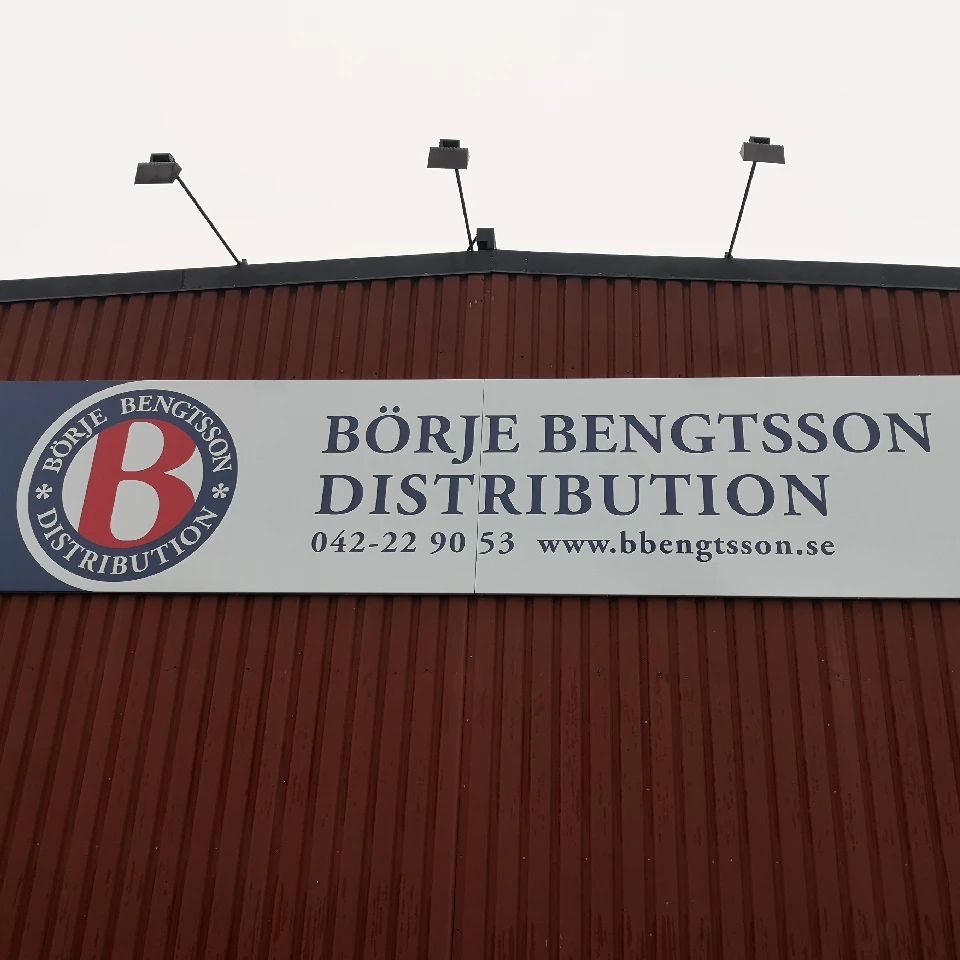 BÖRJE BENGTSSON
B
* DISTRIBUTION *
BÖRJE BENGTSSON
DISTRIBUTION
042-22 90 53 www.bbengtsson.se